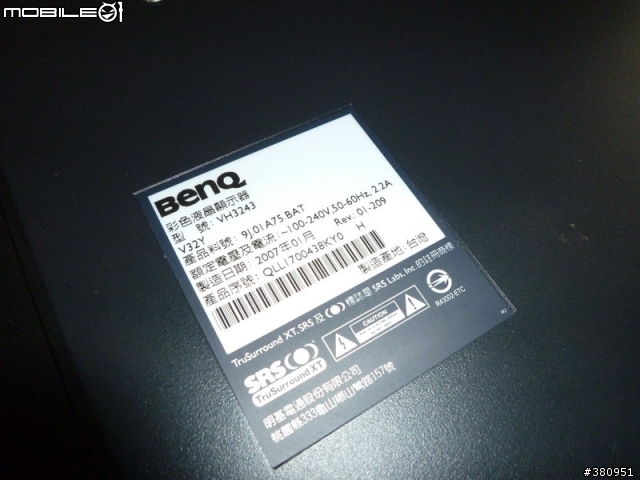 MOBILE01
BenQ
彩色液晶顯示器
型 號: VH3243
V32Y
產品料號: 9J.01A75.BAT
額定電壓及電流:~100-240V,50-60Hz, 2.2A
製造日期: 2007年01月 Rev. 01-209
產品序號: QLL1700438KY0 H
製造產地: 台灣
TruSurround XT, SRS 及 標誌是 SRS Labs, Inc. 的註冊商標
SRS
TruSurround XT
CAUTION
RA3002-ETC
明基電通股份有限公司
桃園縣333龜山鄉山鶯路157號
#380951